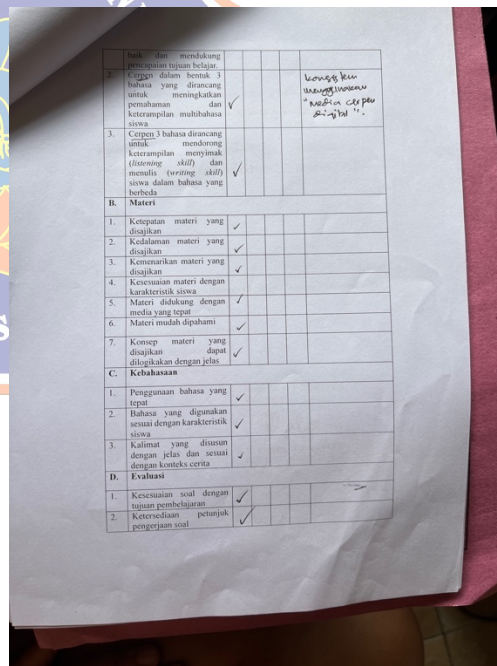 baik dan mendukung
pencapaian tujuan belajar.
2. Cerpen dalam bentuk 3
bahasa yang dirancang
untuk meningkatkan
pemahaman dan
keterampilan multibahasa
siswa
✓
konsisten
menggunakan
"Media cerpen
digital".
3. Cerpen 3 bahasa dirancang
untuk mendorong
keterampilan menyimak
(listening skill) dan
menulis (writing skill)
siswa dalam bahasa yang
berbeda
✓
B. Materi
1. Ketepatan materi yang
disajikan
✓
2. Kedalaman materi yang
disajikan
✓
3. Kemenarikan materi yang
disajikan
✓
4. Kesesuaian materi dengan
karakteristik siswa
5. Materi didukung dengan
media yang tepat
✓
6. Materi mudah dipahami
✓
7. Konsep materi yang
disajikan dapat
dilogikakan dengan jelas
✓
C. Kebahasaan
1. Penggunaan bahasa yang
tepat
✓
2. Bahasa yang digunakan
sesuai dengan karakteristik
siswa
✓
3. Kalimat yang disusun
dengan jelas dan sesuai
dengan konteks cerita
✓
D. Evaluasi
1. Kesesuaian soal dengan
tujuan pembelajaran
✓
2. Ketersediaan petunjuk
pengerjaan soal
✓